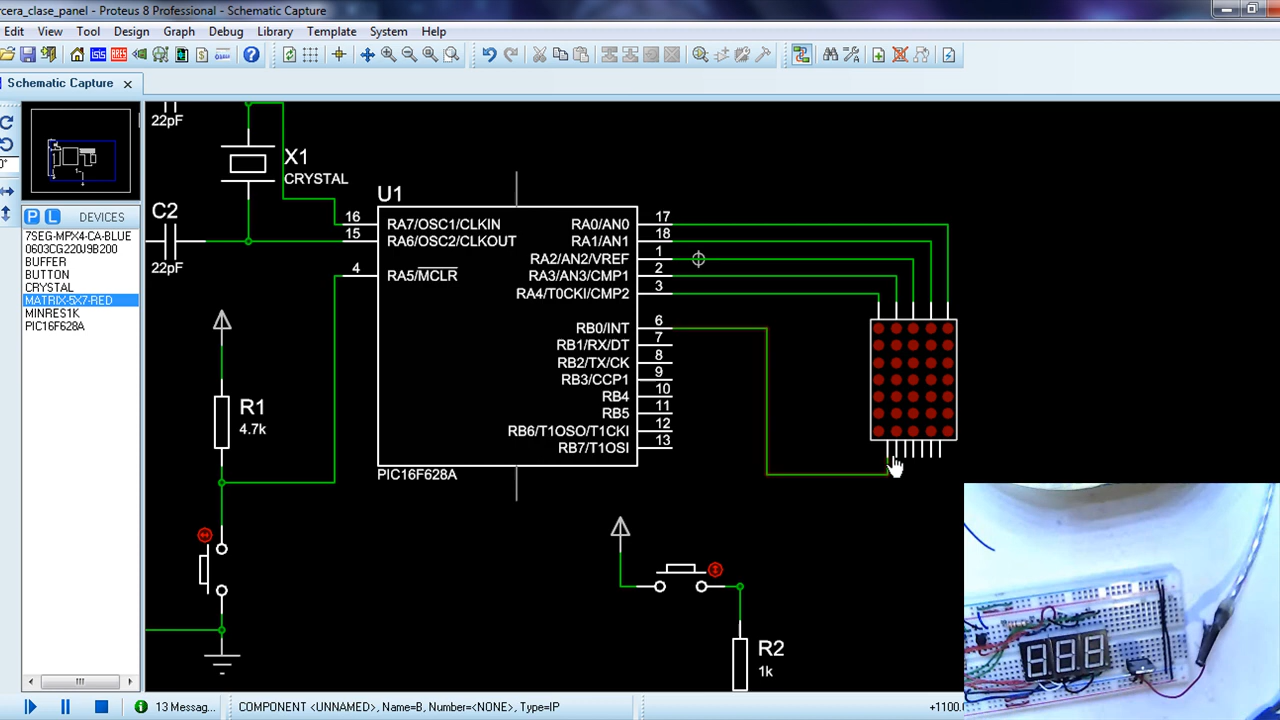 rcera_clase_panel - Proteus 8 Professional - Schematic Capture
Edit View Tool Design Graph Debug Library Template System Help
Schematic Capture
P L DEVICES
7SEG-MPX4-CA-BLUE
0603CG220J9B200
BUFFER
BUTTON
CRYSTAL
MATRIX-5X7-RED
MINRES1K
PIC16F628A
22pF
X1
CRYSTAL
C2
22pF
R1
4.7k
U1
16 RA7/OSC1/CLKIN
15 RA6/OSC2/CLKOUT
4 RA5/MCLR
RA0/AN0 17
RA1/AN1 18
RA2/AN2/VREF 1
RA3/AN3/CMP1 2
RA4/T0CKI/CMP2 3
RB0/INT 6
RB1/RX/DT 7
RB2/TX/CK 8
RB3/CCP1 9
RB4 10
RB5 11
RB6/T1OSO/T1CKI 12
RB7/T1OSI 13
PIC16F628A
R2
1k
13 Messag...
COMPONENT <UNNAMED>, Name=B, Number=<NONE>, Type=IP
+1100.